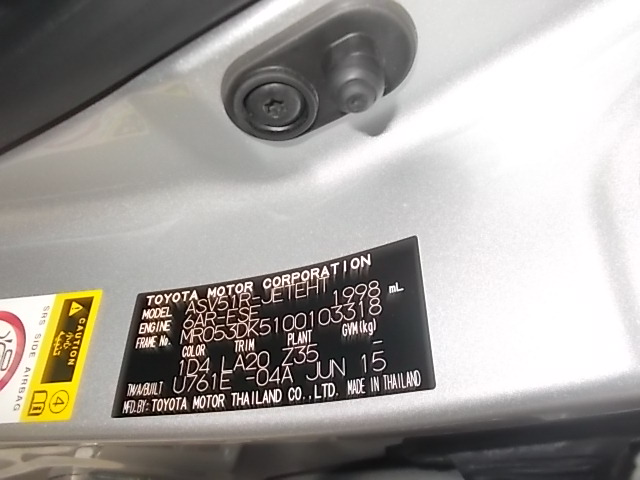 TOYOTA MOTOR CORPORATION
MODEL ASV51R-JETEHT
ENGINE 6AR-FSE 1998 mL
FRAME No. MR053DK5100103318
COLOR TRIM PLANT GVM(kg)
1D4 LA20 Z35 -
T/M/A/BUILT U761E -04A JUN 15
MFD.BY: TOYOTA MOTOR THAILAND CO.,LTD. MADE IN THAILAND
CAUTION
SRS SIDE AIRBAG
4